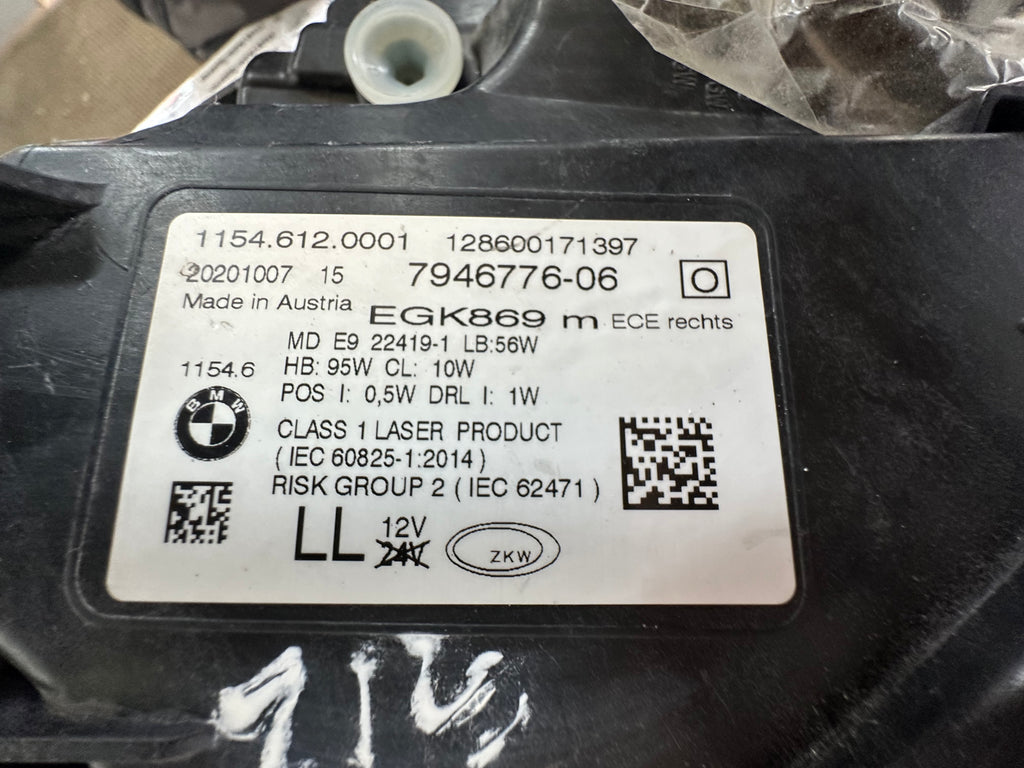 1154.612.0001 128600171397
20201007 15 7946776-06 O
Made in Austria EGK869 m ECE rechts
MD E9 22419-1 LB:56W
1154.6 HB: 95W CL: 10W
POS I: 0,5W DRL I: 1W
BMW
CLASS 1 LASER PRODUCT
(IEC 60825-1:2014)
RISK GROUP 2 (IEC 62471)
LL 12V
24V ZKW